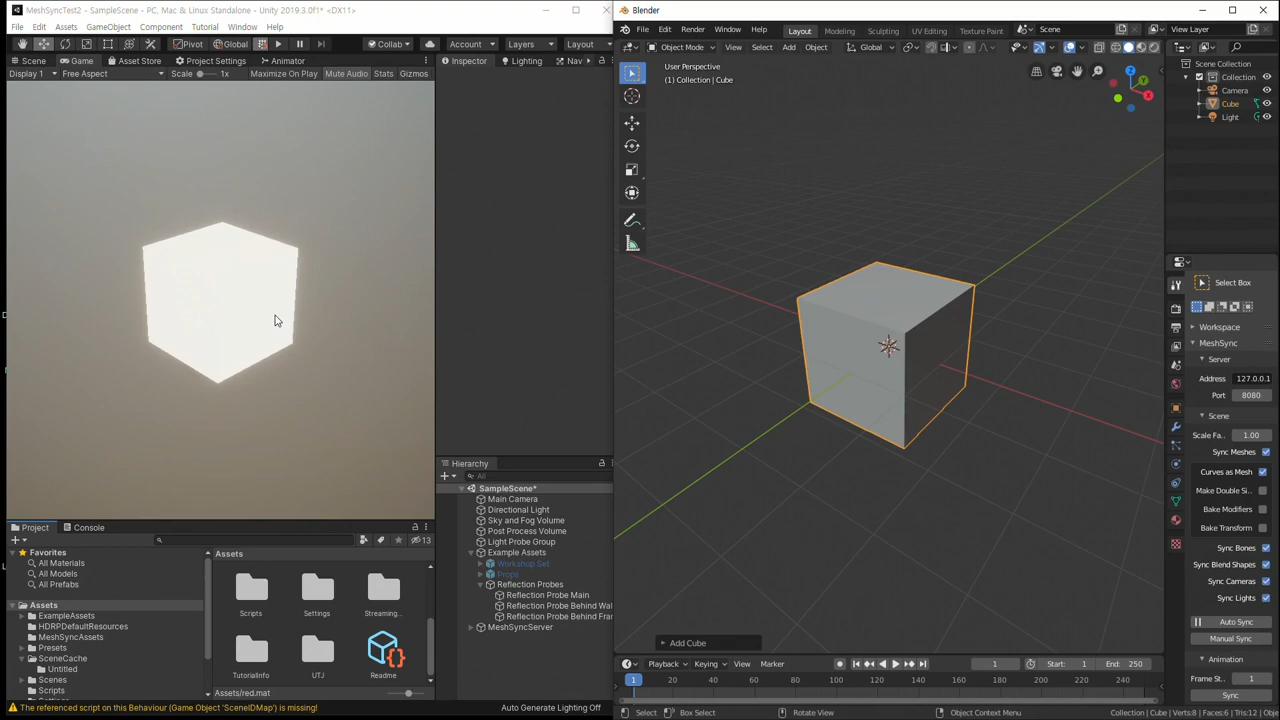 MeshSyncTest2 - SampleScene - PC, Mac & Linux Standalone - Unity 2019.3.0f1* <DX11>
File Edit Assets GameObject Component Tutorial Window Help
Pivot Global Collab Account Layers Layout
Scene Game Asset Store Project Settings Animator
Display 1 Free Aspect Scale 1x Maximize On Play Mute Audio Stats Gizmos
Inspector Lighting Nav
Hierarchy
All
SampleScene*
Main Camera
Directional Light
Sky and Fog Volume
Post Process Volume
Light Probe Group
Example Assets
Workshop Set
Props
Reflection Probes
Reflection Probe Main
Reflection Probe Behind Wal
Reflection Probe Behind Fra
MeshSyncServer
Project Console
13
Favorites
All Materials
All Models
All Prefabs
Assets
ExampleAssets
HDRPDefaultResources
MeshSyncAssets
Presets
SceneCache
Untitled
Scenes
Scripts
Assets
Scripts Settings Streaming...
TutorialInfo UTJ Readme
Assets/red.mat
The referenced script on this Behaviour (Game Object 'SceneIDMap') is missing!
Auto Generate Lighting Off
Blender
File Edit Render Window Help Layout Modeling Sculpting UV Editing Texture Paint Scene View Layer
Object Mode View Select Add Object Global
User Perspective
(1) Collection | Cube
Z
Y
X
Add Cube
Scene Collection
Collection
Camera
Cube
Light
Select Box
Workspace
MeshSync
Server
Address 127.0.0.1
Port 8080
Scene
Scale Fa.. 1.00
Sync Meshes
Curves as Mesh
Make Double Si..
Bake Modifiers
Bake Transform
Sync Bones
Sync Blend Shapes
Sync Cameras
Sync Lights
Auto Sync
Manual Sync
Animation
Frame St.. 1
Sync
Playback Keying View Marker 1 Start: 1 End: 250
1 20 40 60 80 100 120 140 160 180 200 220 240
Select Box Select Rotate View Object Context Menu Collection | Cube | Verts:8 | Faces:6 | Tris:12 | Obj